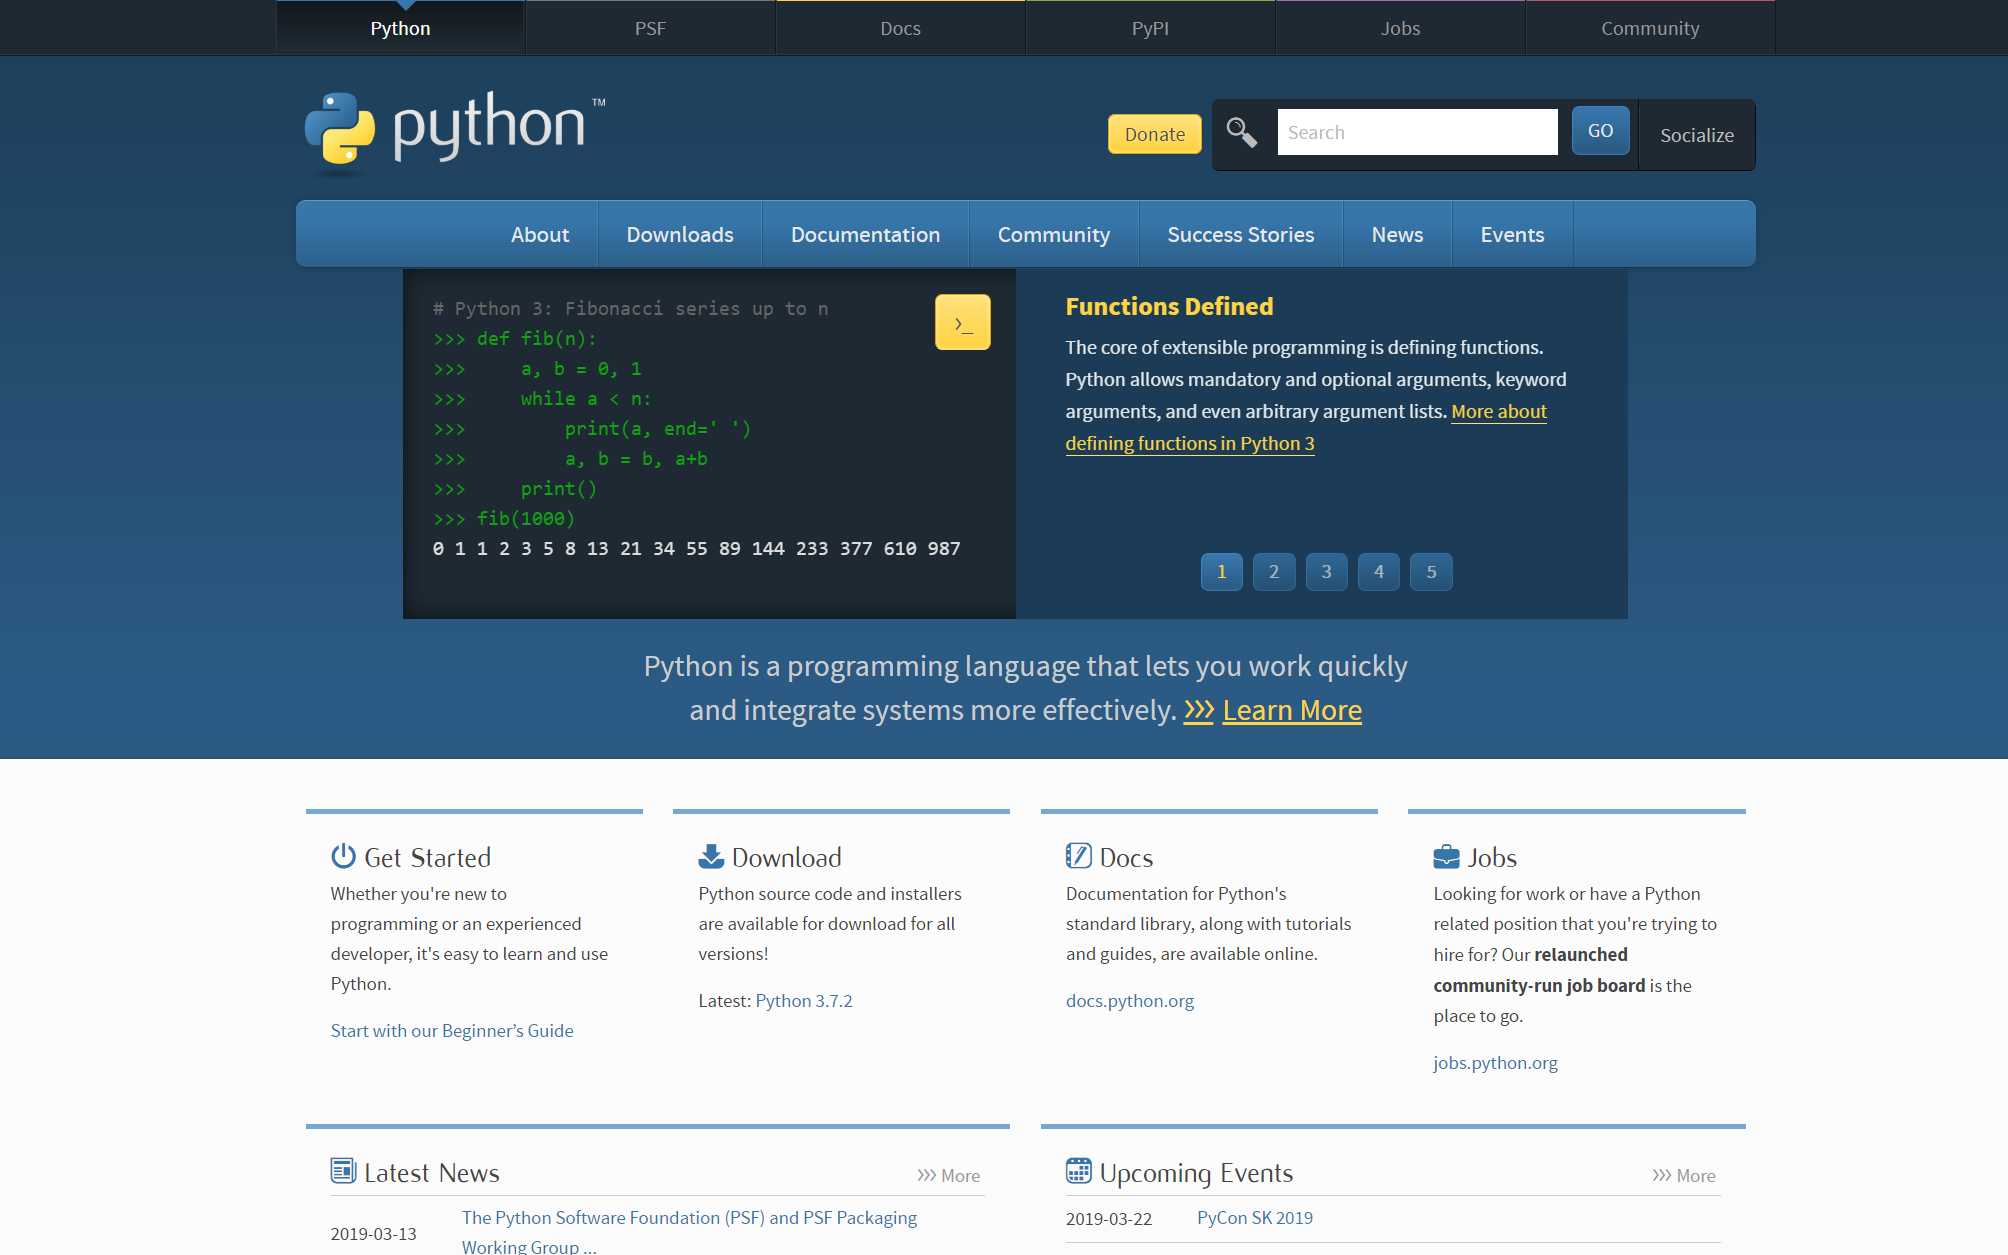 Python
PSF
Docs
PyPI
Jobs
Community
python™
Donate
Search
GO
Socialize
About
Downloads
Documentation
Community
Success Stories
News
Events
# Python 3: Fibonacci series up to n
>>> def fib(n):
>>>     a, b = 0, 1
>>>     while a < n:
>>>         print(a, end=' ')
>>>         a, b = b, a+b
>>>     print()
>>> fib(1000)
0 1 1 2 3 5 8 13 21 34 55 89 144 233 377 610 987
>_
Functions Defined
The core of extensible programming is defining functions.
Python allows mandatory and optional arguments, keyword
arguments, and even arbitrary argument lists. More about
defining functions in Python 3
1 2 3 4 5
Python is a programming language that lets you work quickly
and integrate systems more effectively. >>> Learn More
Get Started
Whether you're new to
programming or an experienced
developer, it's easy to learn and use
Python.
Start with our Beginner’s Guide
Download
Python source code and installers
are available for download for all
versions!
Latest: Python 3.7.2
Docs
Documentation for Python's
standard library, along with tutorials
and guides, are available online.
docs.python.org
Jobs
Looking for work or have a Python
related position that you're trying to
hire for? Our relaunched
community-run job board is the
place to go.
jobs.python.org
Latest News
>>> More
2019-03-13
The Python Software Foundation (PSF) and PSF Packaging
Working Group ...
Upcoming Events
>>> More
2019-03-22
PyCon SK 2019